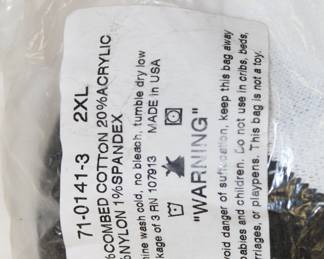 71-0141-3 2XL
%COMBED COTTON 20%ACRYLIC
%NYLON 1%SPANDEX
hine wash cold, no bleach, tumble dry low
kage of 3 RN 107913 MADE In USA
"WARNING"
void danger of suffocation, keep this bag away
babies and children. Do not use in cribs, beds,
rriages, or playpens. This bag is not a toy.